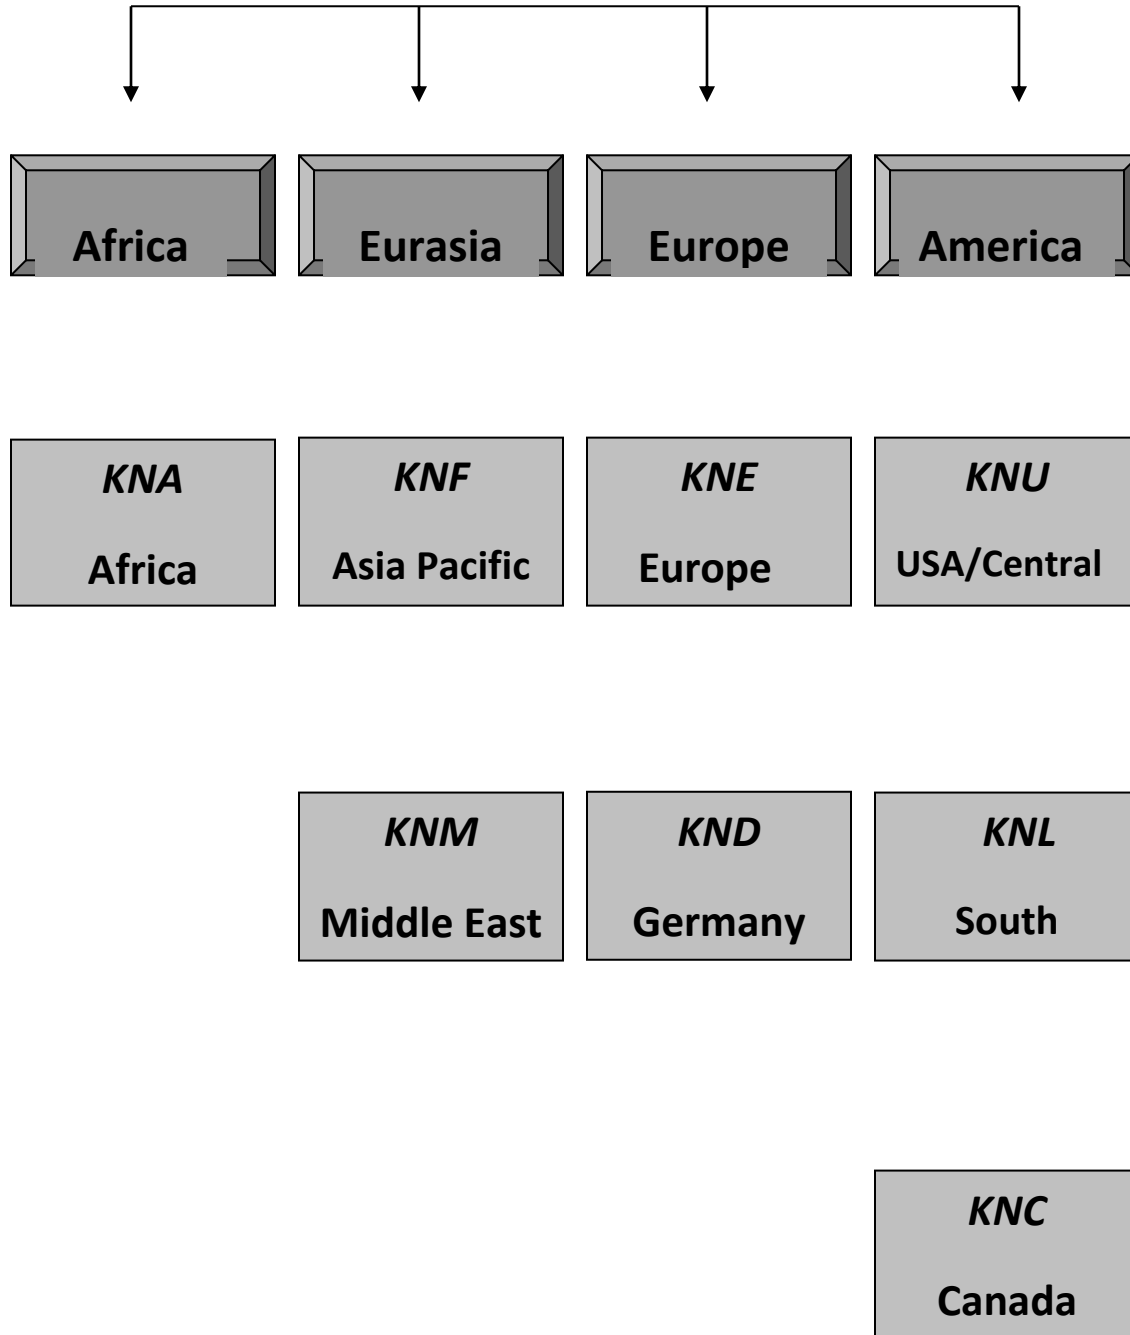 Africa
Eurasia
Europe
America
KNA
Africa
KNF
Asia Pacific
KNE
Europe
KNU
USA/Central
KNM
Middle East
KND
Germany
KNL
South
KNC
Canada